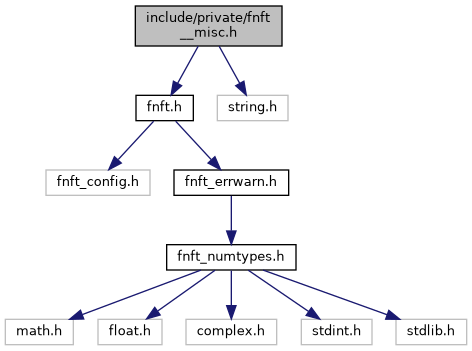 include/private/fnft
__misc.h
fnft.h
string.h
fnft_config.h
fnft_errwarn.h
fnft_numtypes.h
math.h
float.h
complex.h
stdint.h
stdlib.h